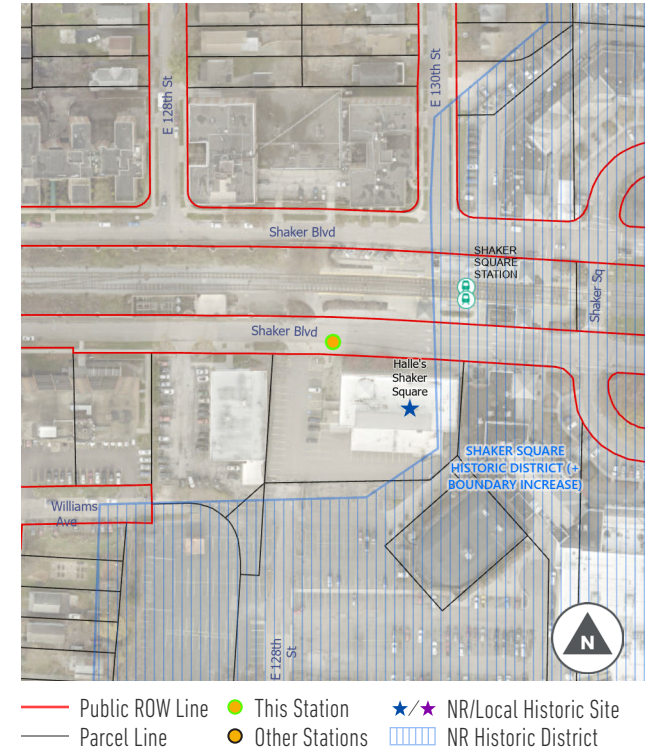 E 128th St
E 130th St
Shaker Blvd
SHAKER
SQUARE
STATION
Shaker Sq
Shaker Blvd
Halle's
Shaker
Square
SHAKER SQUARE
HISTORIC DISTRICT (+
BOUNDARY INCREASE)
Williams
Ave
E 128th
St
N
Public ROW Line
This Station
★/★ NR/Local Historic Site
Parcel Line
Other Stations
NR Historic District